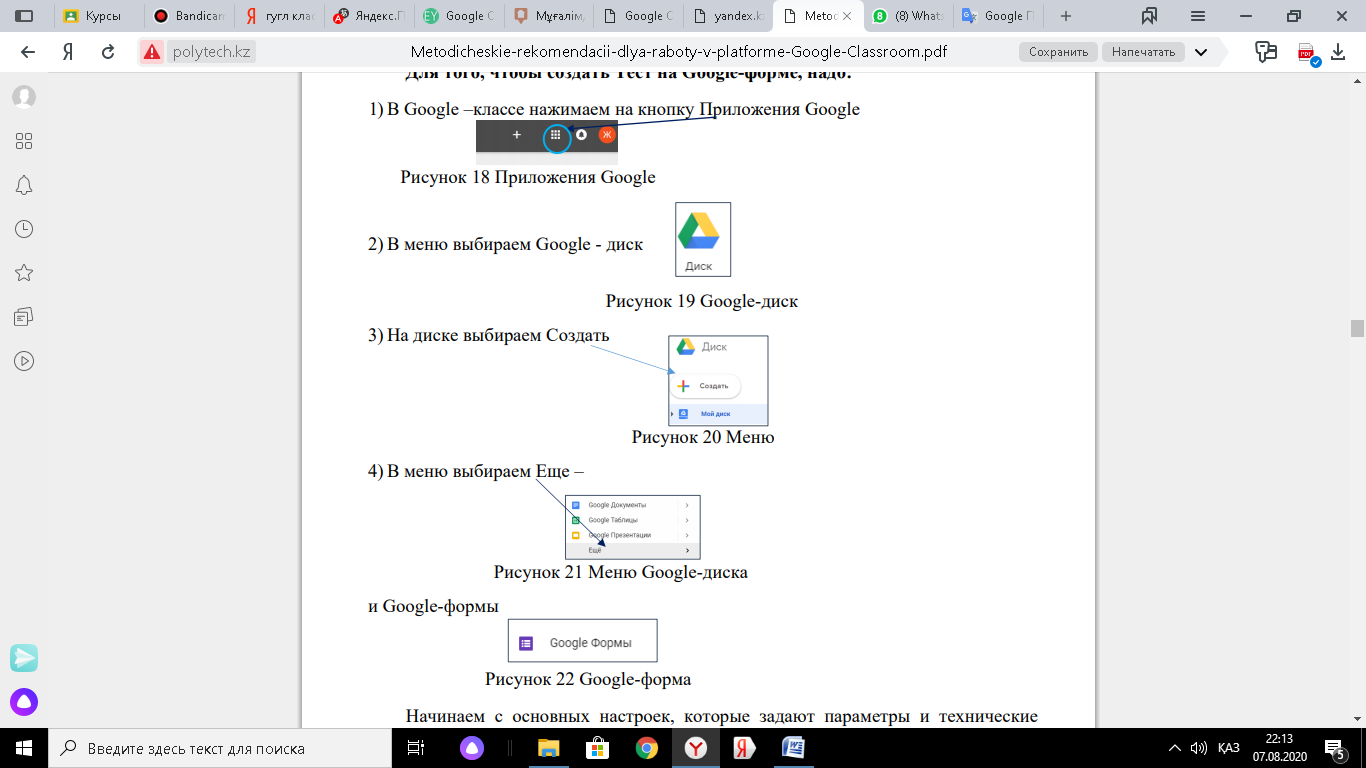 Курсы
Bandican
гугл клас
Яндекс.П
Google C
Мұғалім,
Google C
yandex.k
Metod
(8) Whats
Google П
polytech.kz
Metodicheskie-rekomendacii-dlya-raboty-v-platforme-Google-Classroom.pdf
Сохранить
Напечатать
Для того, чтобы создать Тест на Google-форме, надо:
1) В Google –классе нажимаем на кнопку Приложения Google
Ж
Рисунок 18 Приложения Google
2) В меню выбираем Google - диск
Диск
Рисунок 19 Google-диск
3) На диске выбираем Создать
Диск
Создать
Мой диск
Рисунок 20 Меню
4) В меню выбираем Еще –
Google Документы
Google Таблицы
Google Презентации
Ещё
Рисунок 21 Меню Google-диска
и Google-формы
Google Формы
Рисунок 22 Google-форма
Начинаем с основных настроек, которые задают параметры и технические
Введите здесь текст для поиска
ҚАЗ
22:13
07.08.2020
5